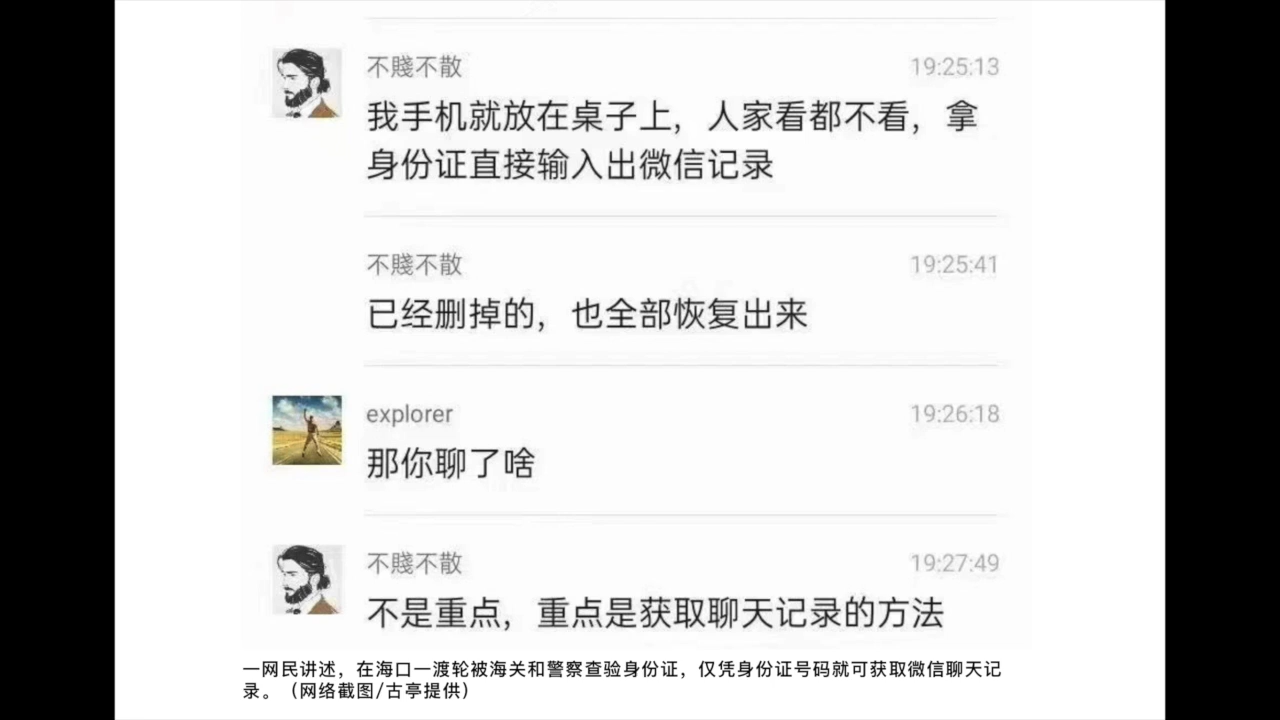 不賤不散 19:25:13
我手机就放在桌子上，人家看都不看，拿
身份证直接输入出微信记录
不賤不散 19:25:41
已经删掉的，也全部恢复出来
explorer 19:26:18
那你聊了啥
不賤不散 19:27:49
不是重点，重点是获取聊天记录的方法
一网民讲述，在海口一渡轮被海关和警察查验身份证，仅凭身份证号码就可获取微信聊天记
录。（网络截图/古亭提供）